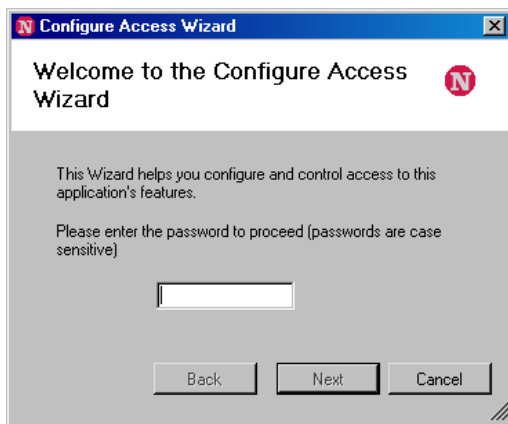 N Configure Access Wizard
Welcome to the Configure Access
Wizard
N
This Wizard helps you configure and control access to this
application's features.
Please enter the password to proceed (passwords are case
sensitive)
Back Next Cancel